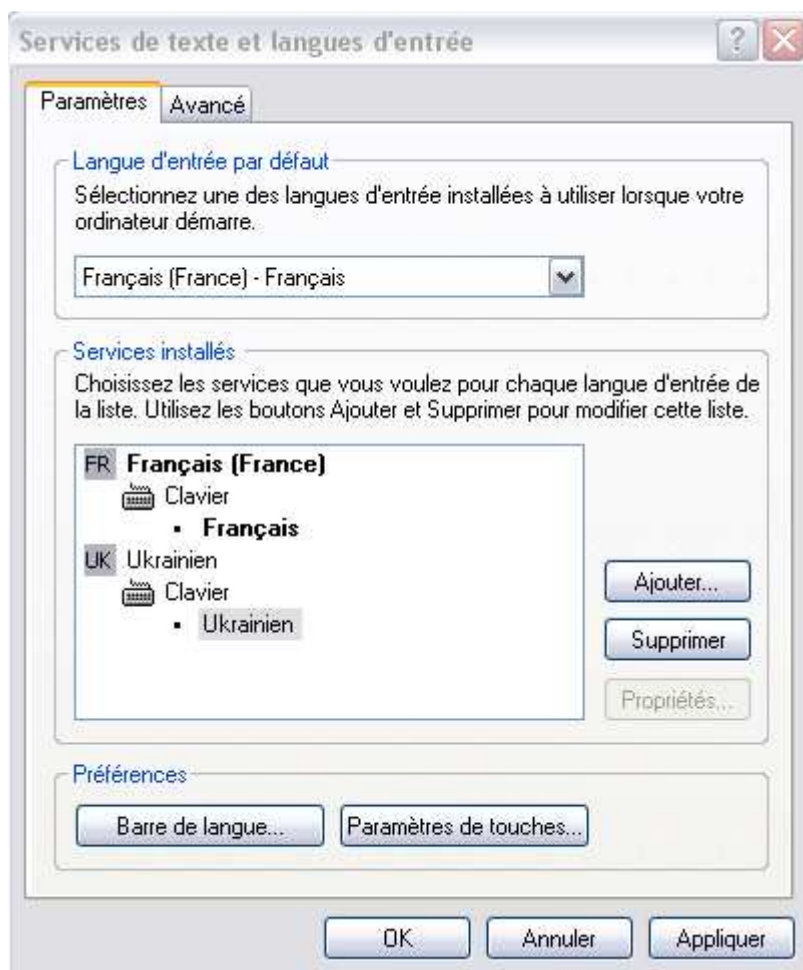 Services de texte et langues d'entrée
Paramètres
Avancé
Langue d'entrée par défaut
Sélectionnez une des langues d'entrée installées à utiliser lorsque votre
ordinateur démarre.
Français (France) - Français
Services installés
Choisissez les services que vous voulez pour chaque langue d'entrée de
la liste. Utilisez les boutons Ajouter et Supprimer pour modifier cette liste.
FR Français (France)
Clavier
Français
UK Ukrainien
Clavier
Ukrainien
Ajouter...
Supprimer
Propriétés...
Préférences
Barre de langue...
Paramètres de touches...
OK
Annuler
Appliquer